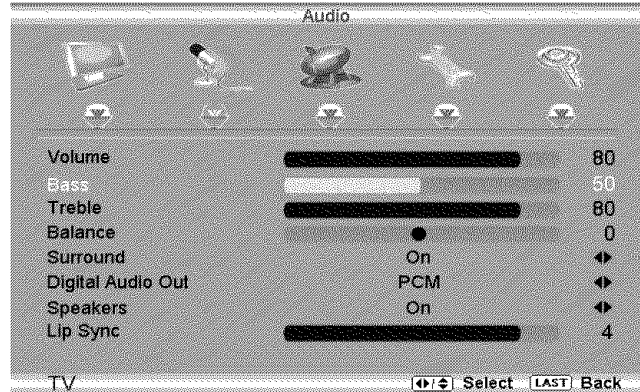 Audio
Volume 80
Bass 50
Treble 80
Balance 0
Surround On
Digital Audio Out PCM
Speakers On
Lip Sync 4
TV Select LAST Back